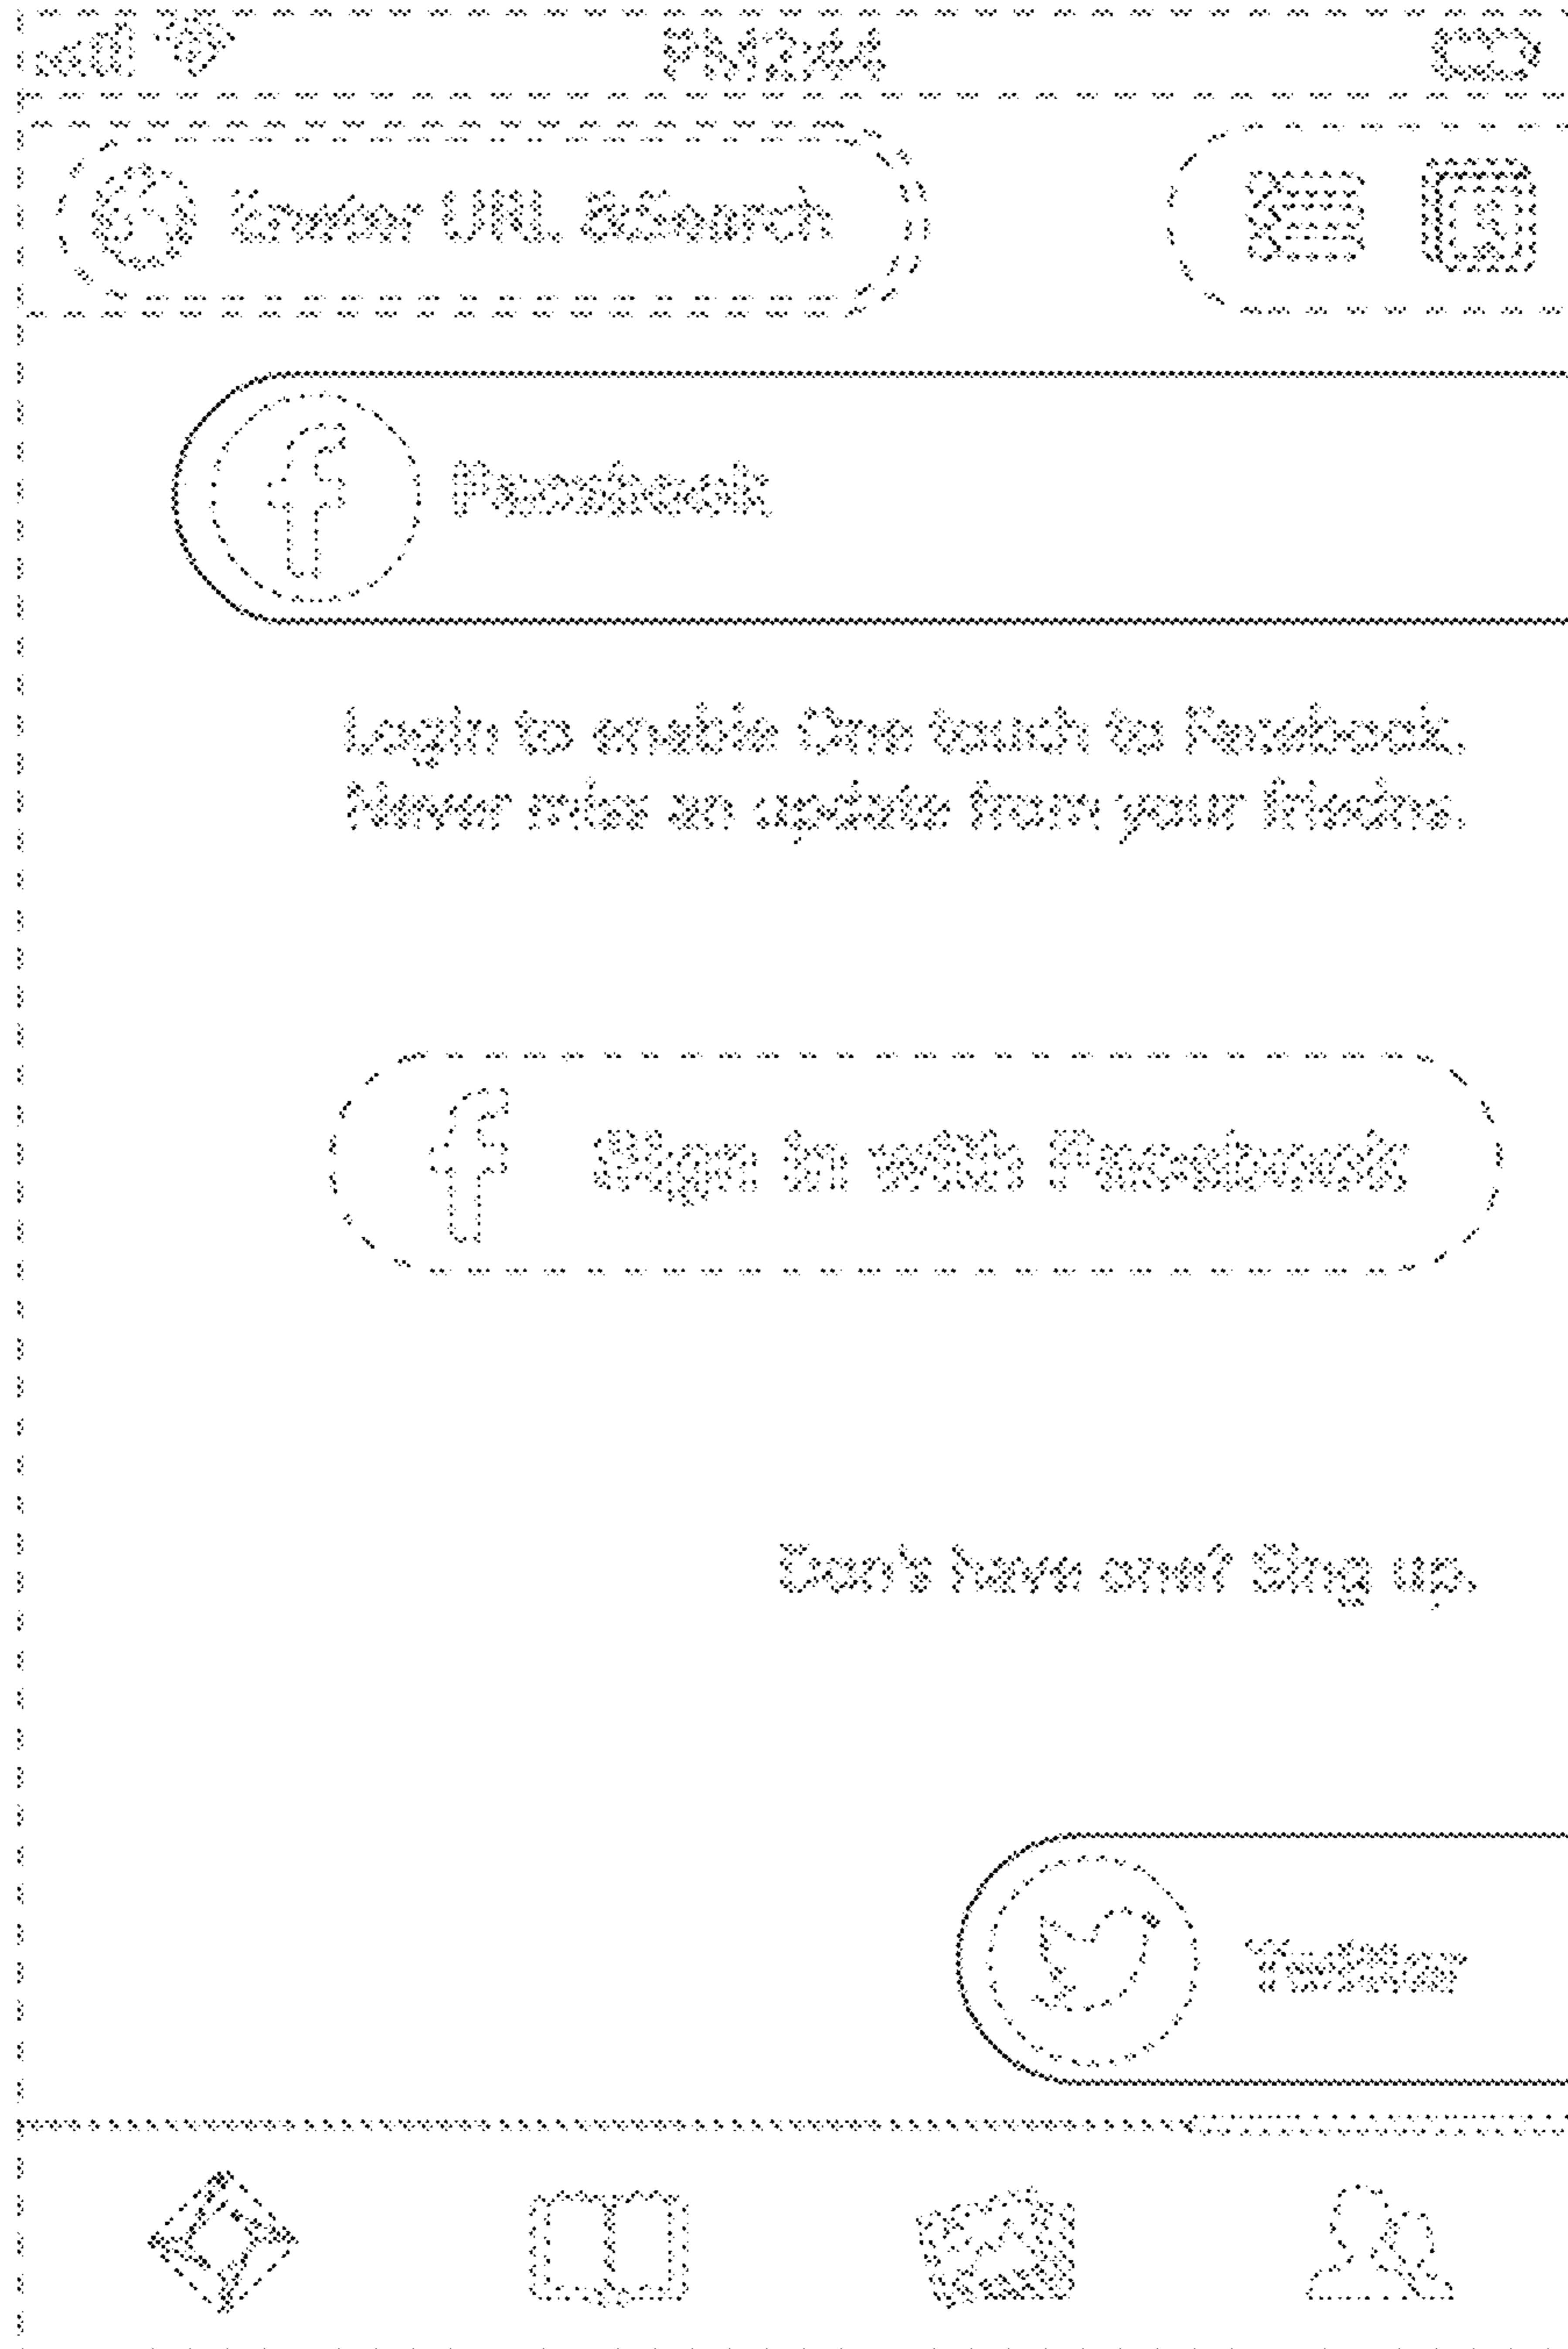 PM2:44
Enter URL &Search
Facebook
Login to enable One touch to Facebook.
Never miss an update from your friends.
Sign in with Facebook
Don's have one? Sing up.
Twitter